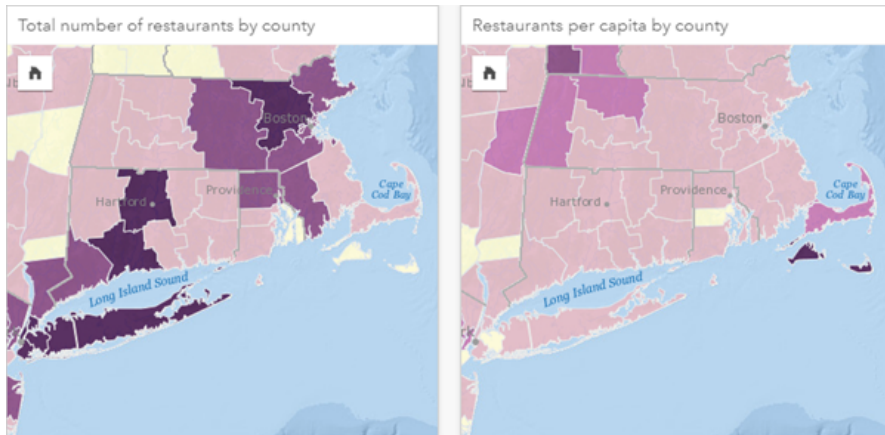 Total number of restaurants by county
Boston
Cape
Cod Bay
Providence
Hartford
Long Island Sound
Restaurants per capita by county
Boston
Cape
Cod Bay
Providence
Hartford
Long Island Sound